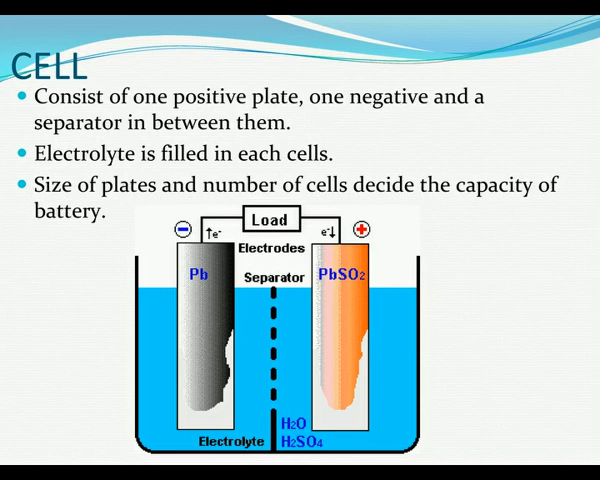 CELL
• Consist of one positive plate, one negative and a
separator in between them.
• Electrolyte is filled in each cells.
• Size of plates and number of cells decide the capacity of
battery.
Load
− ↑e- e-↓ +
Electrodes
Pb Separator PbSO2
H2O
Electrolyte H2SO4